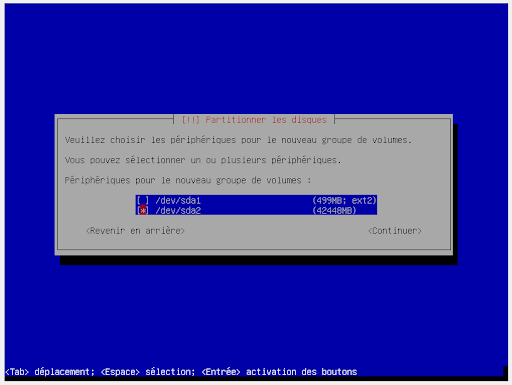 [!!] Partitionner les disques
Veuillez choisir les périphériques pour le nouveau groupe de volumes.
Vous pouvez sélectionner un ou plusieurs périphériques.
Périphériques pour le nouveau groupe de volumes :
[ ] /dev/sda1 (499MB; ext2)
[*] /dev/sda2 (42448MB)
<Revenir en arrière> <Continuer>
<Tab> déplacement; <Espace> sélection; <Entrée> activation des boutons